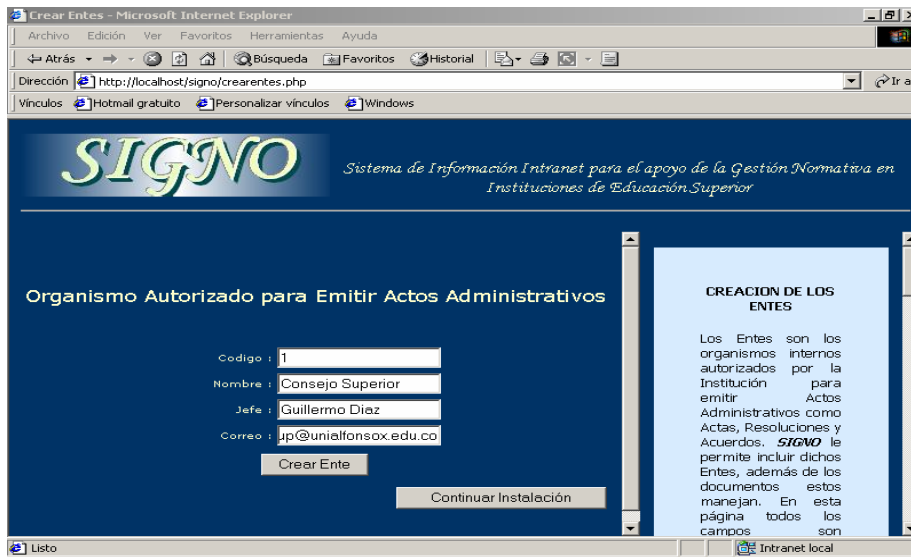 Crear Entes - Microsoft Internet Explorer
Archivo Edición Ver Favoritos Herramientas Ayuda
Atrás Búsqueda Favoritos Historial
Dirección http://localhost/signo/crearentes.php Ir a
Vínculos Hotmail gratuito Personalizar vínculos Windows
SIGNO
Sistema de Información Intranet para el apoyo de la Gestión Normativa en
Instituciones de Educación Superior
Organismo Autorizado para Emitir Actos Administrativos
Codigo : 1
Nombre : Consejo Superior
Jefe : Guillermo Diaz
Correo : up@unialfonsox.edu.co
Crear Ente
Continuar Instalación
CREACION DE LOS
ENTES
Los Entes son los
organismos internos
autorizados por la
Institución para
emitir Actos
Administrativos como
Actas, Resoluciones y
Acuerdos. SIGNO le
permite incluir dichos
Entes, además de los
documentos estos
manejan. En esta
página todos los
campos son
Listo Intranet local